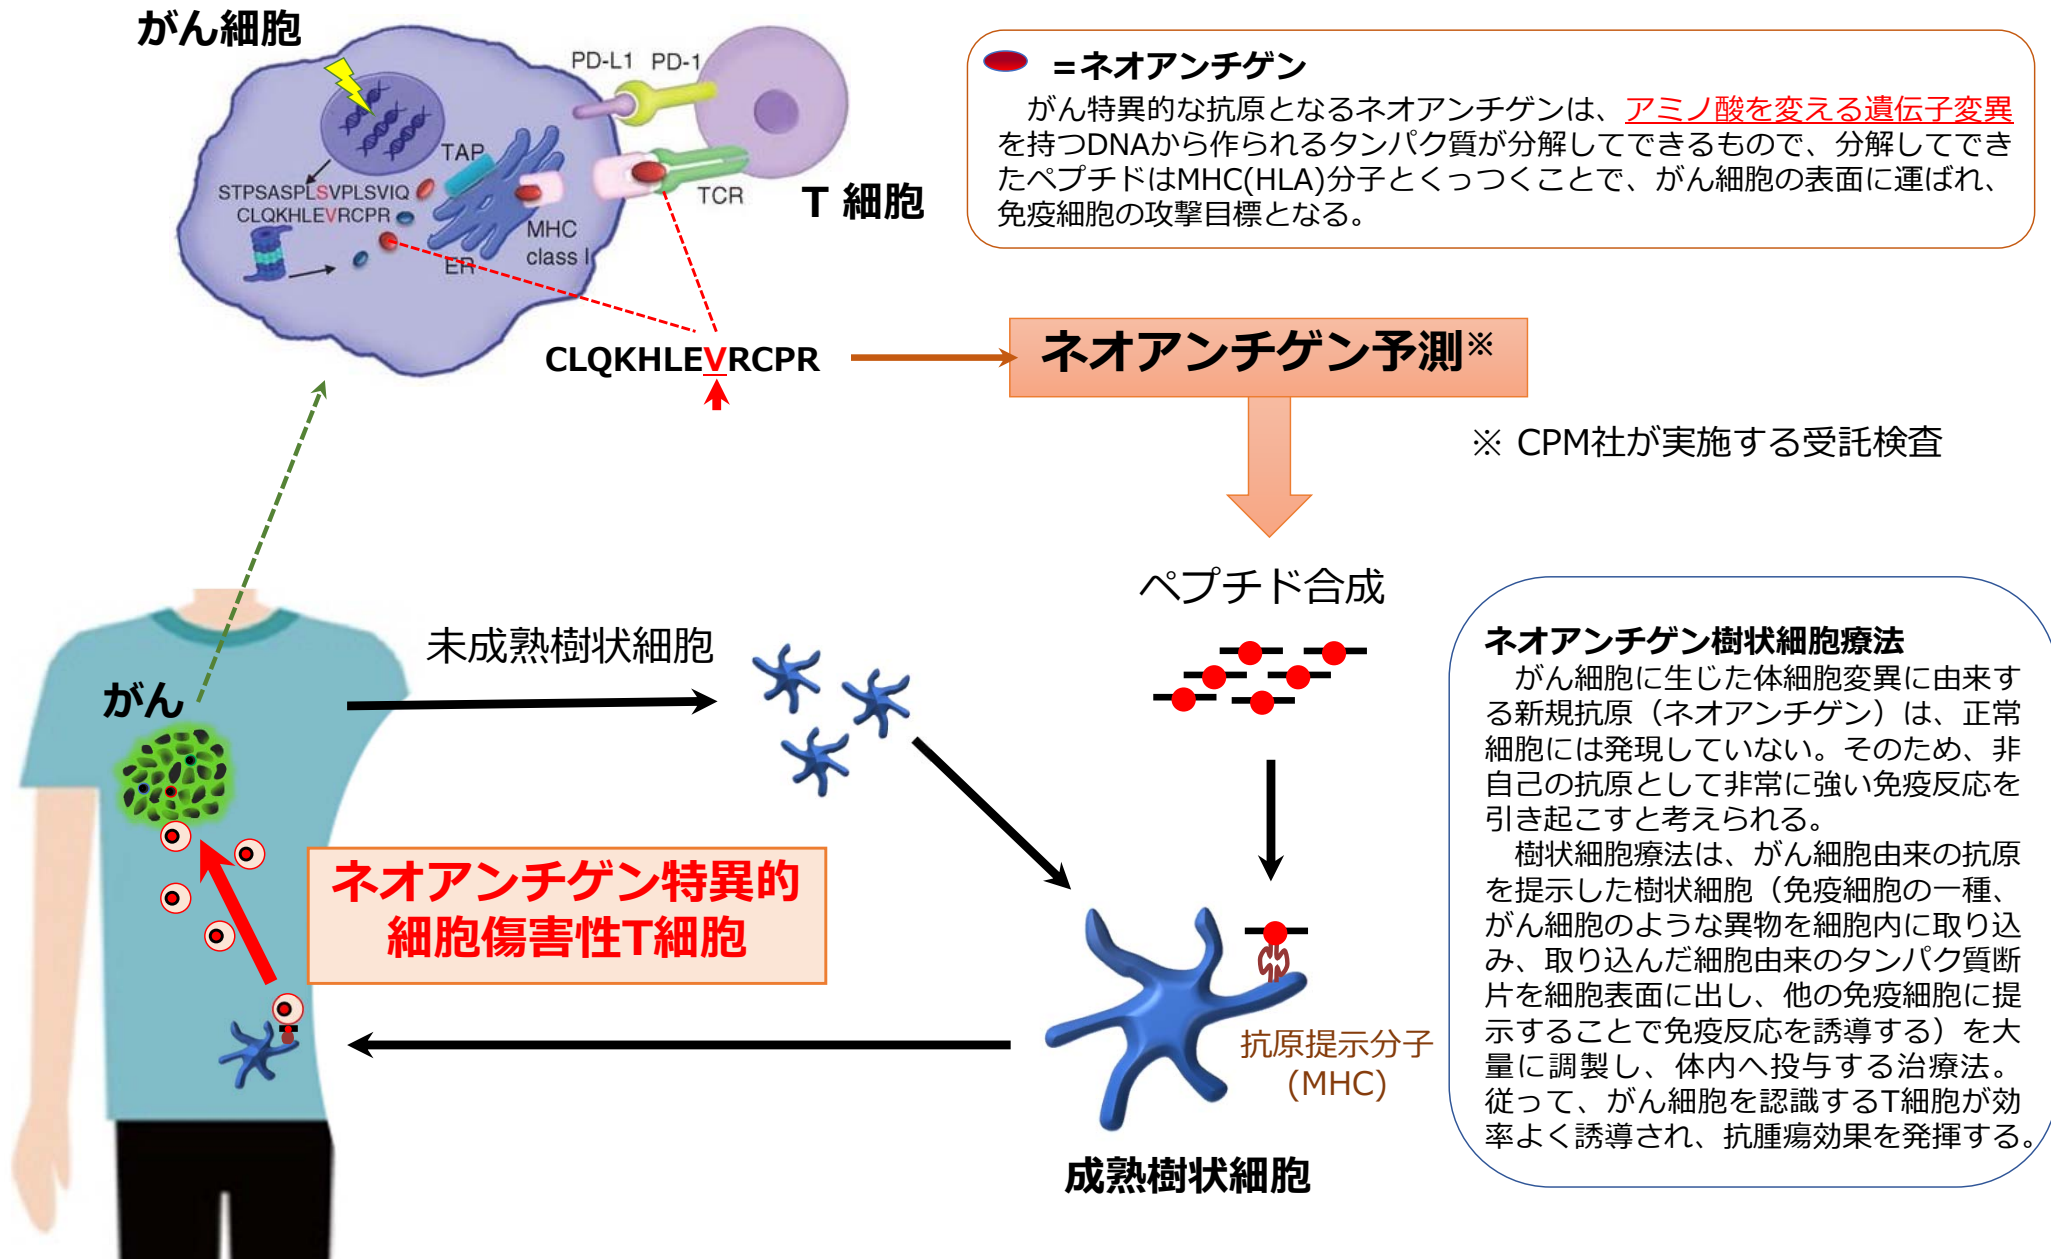 がん細胞
PD-L1 PD-1
TAP
STPSASPLSVPLSVIQ
CLQKHLEVRCPR
MHC
class I
ER
TCR
T 細胞
=ネオアンチゲン
がん特異的な抗原となるネオアンチゲンは、アミノ酸を変える遺伝子変異
を持つDNAから作られるタンパク質が分解してできるもので、分解してでき
たペプチドはMHC(HLA)分子とくっつくことで、がん細胞の表面に運ばれ、
免疫細胞の攻撃目標となる。
CLQKHLEVRCPR
ネオアンチゲン予測※
※ CPM社が実施する受託検査
ペプチド合成
未成熟樹状細胞
がん
ネオアンチゲン特異的
細胞傷害性T細胞
抗原提示分子
(MHC)
成熟樹状細胞
ネオアンチゲン樹状細胞療法
がん細胞に生じた体細胞変異に由来す
る新規抗原（ネオアンチゲン）は、正常
細胞には発現していない。そのため、非
自己の抗原として非常に強い免疫反応を
引き起こすと考えられる。
樹状細胞療法は、がん細胞由来の抗原
を提示した樹状細胞（免疫細胞の一種、
がん細胞のような異物を細胞内に取り込
み、取り込んだ細胞由来のタンパク質断
片を細胞表面に出し、他の免疫細胞に提
示することで免疫反応を誘導する）を大
量に調製し、体内へ投与する治療法。
従って、がん細胞を認識するT細胞が効
率よく誘導され、抗腫瘍効果を発揮する。